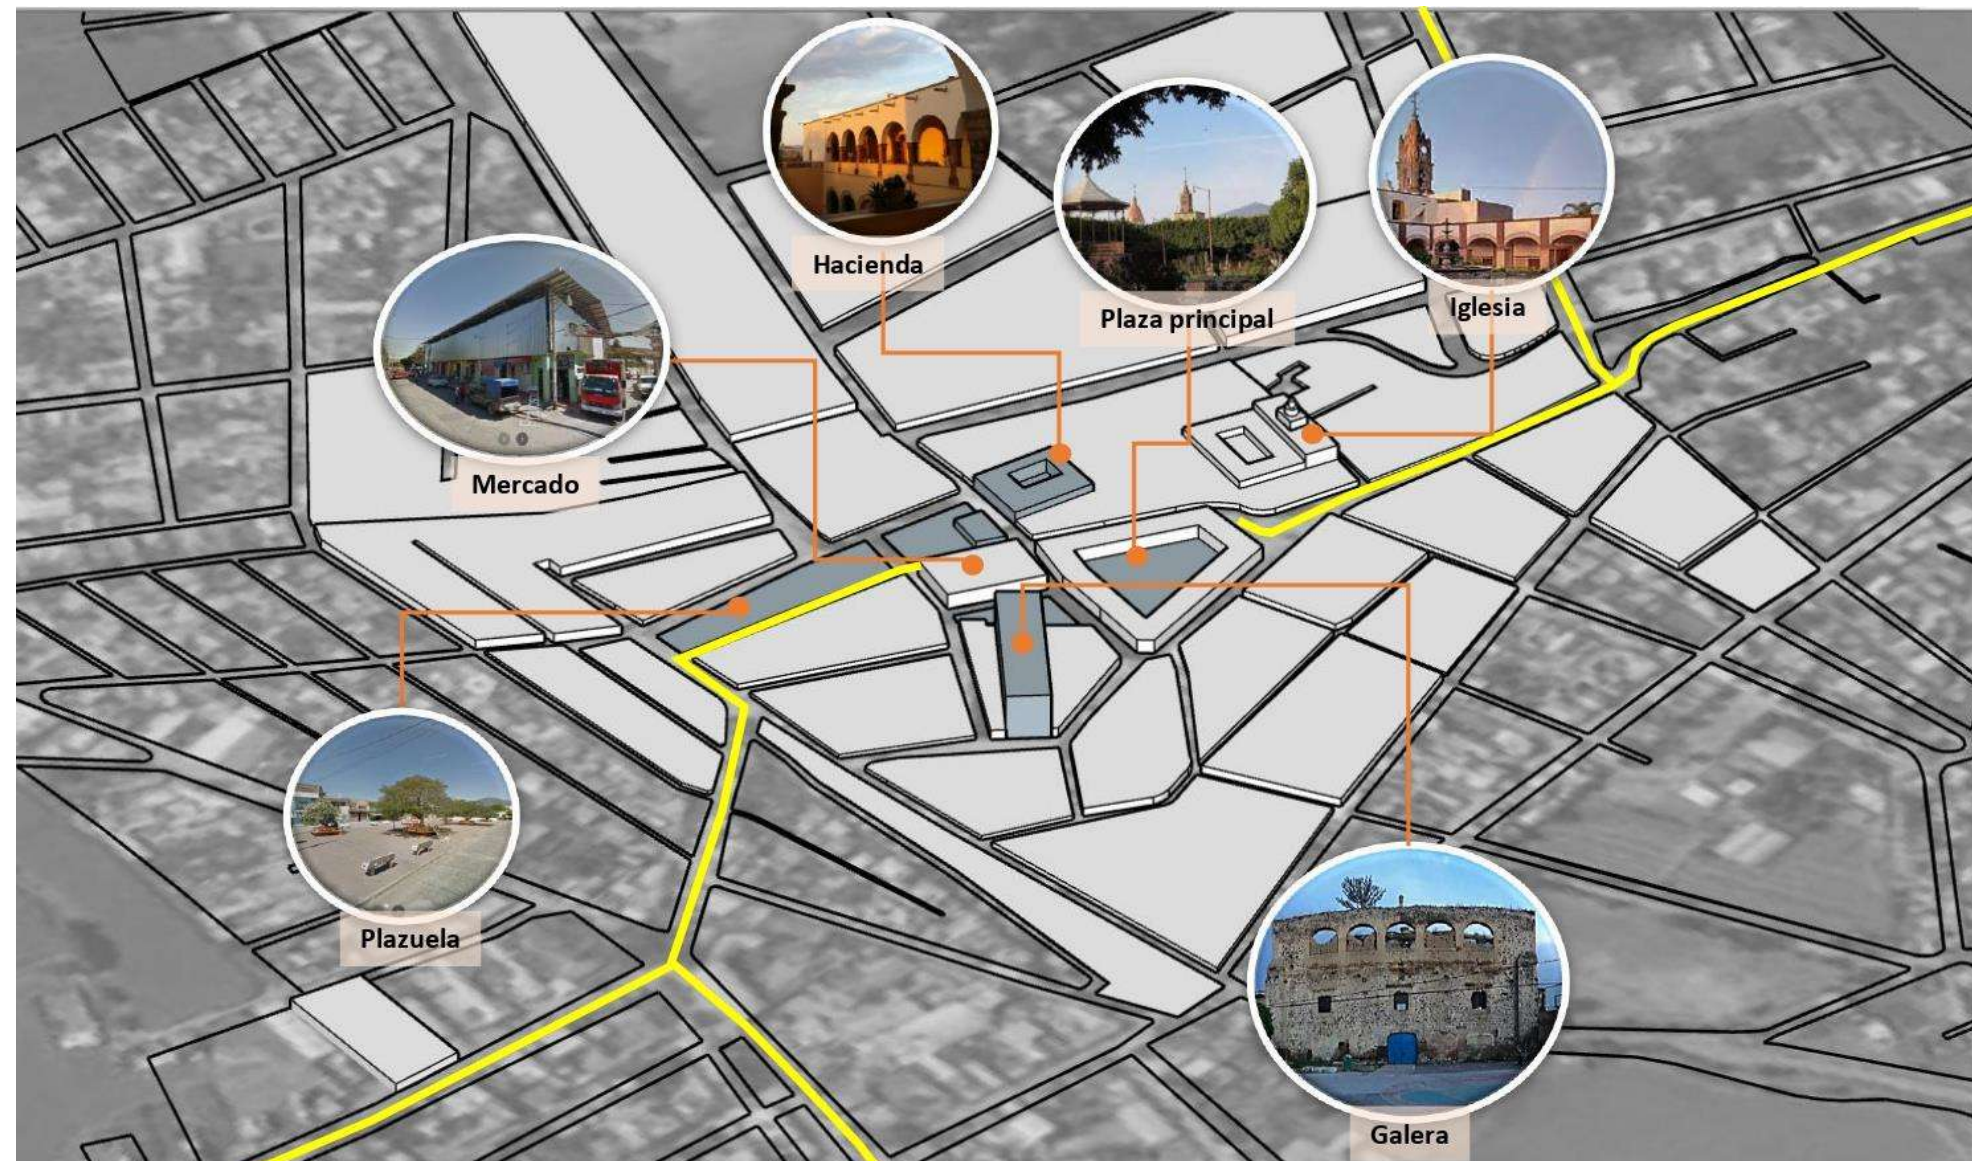 Hacienda
Plaza principal
Iglesia
Mercado
Plazuela
Galera